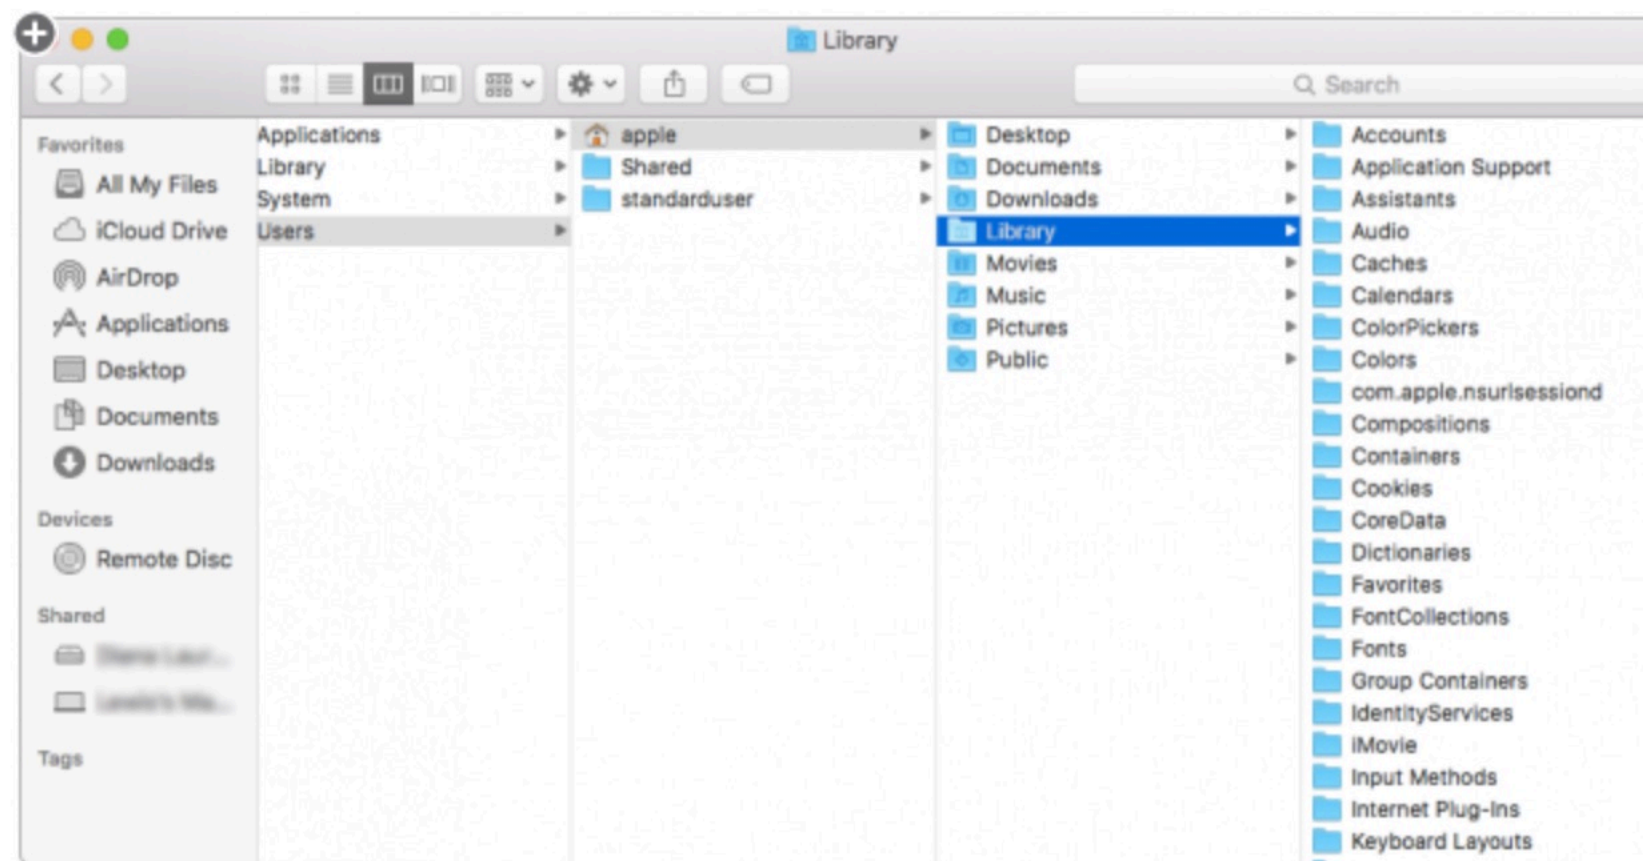 Library
Search
Favorites
All My Files
iCloud Drive
AirDrop
Applications
Desktop
Documents
Downloads
Devices
Remote Disc
Shared
Tags
Applications
Library
System
Users
apple
Shared
standarduser
Desktop
Documents
Downloads
Library
Movies
Music
Pictures
Public
Accounts
Application Support
Assistants
Audio
Caches
Calendars
ColorPickers
Colors
com.apple.nsurlsessiond
Compositions
Containers
Cookies
CoreData
Dictionaries
Favorites
FontCollections
Fonts
Group Containers
IdentityServices
iMovie
Input Methods
Internet Plug-Ins
Keyboard Layouts